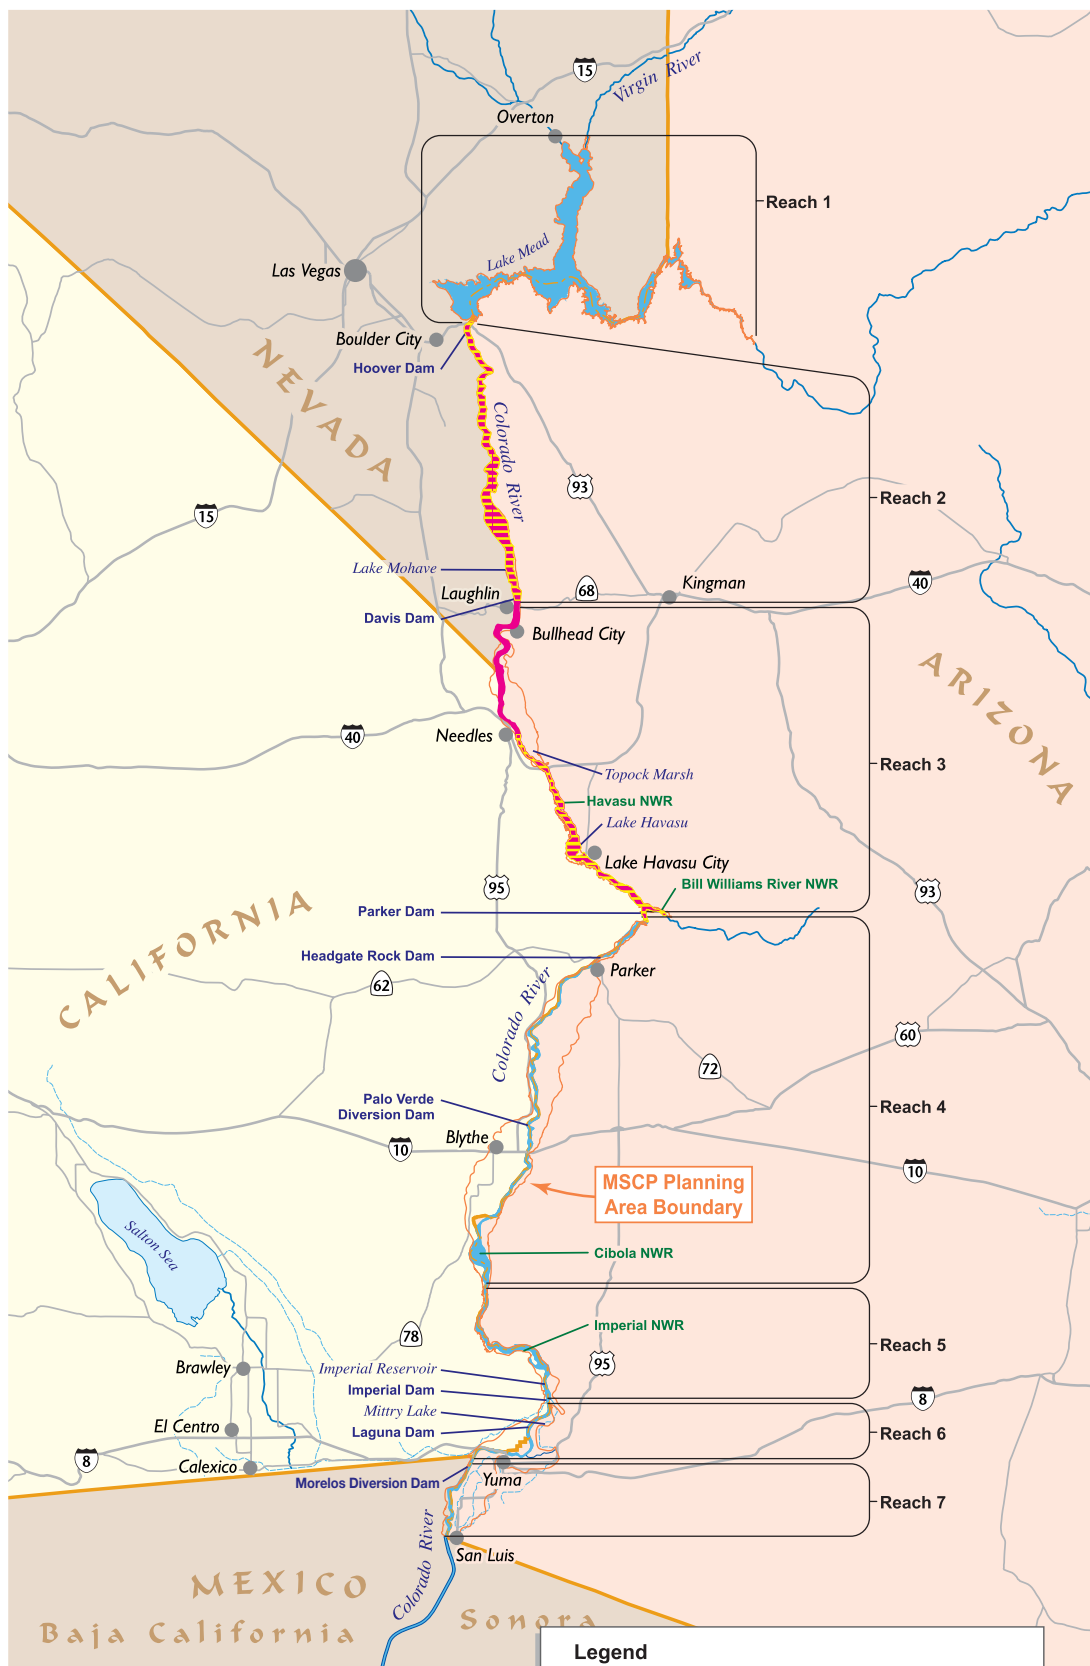 15
Virgin River
Overton
Reach 1
Lake Mead
Las Vegas
Boulder City
Hoover Dam
NEVADA
Colorado River
93
Reach 2
15
Lake Mohave
Laughlin
68
Kingman
40
Davis Dam
Bullhead City
ARIZONA
40
Needles
Reach 3
Topock Marsh
Havasu NWR
Lake Havasu
Lake Havasu City
95
Bill Williams River NWR
93
CALIFORNIA
Parker Dam
Headgate Rock Dam
Parker
62
Colorado River
60
72
Palo Verde
Diversion Dam
Reach 4
Blythe
10
10
MSCP Planning
Area Boundary
Salton Sea
Cibola NWR
Imperial NWR
78
Reach 5
95
Brawley
Imperial Reservoir
Imperial Dam
8
Mittry Lake
El Centro
Laguna Dam
Reach 6
8
Calexico
Morelos Diversion Dam
Yuma
Reach 7
Colorado River
San Luis
MEXICO
Baja California
Sonora
Legend